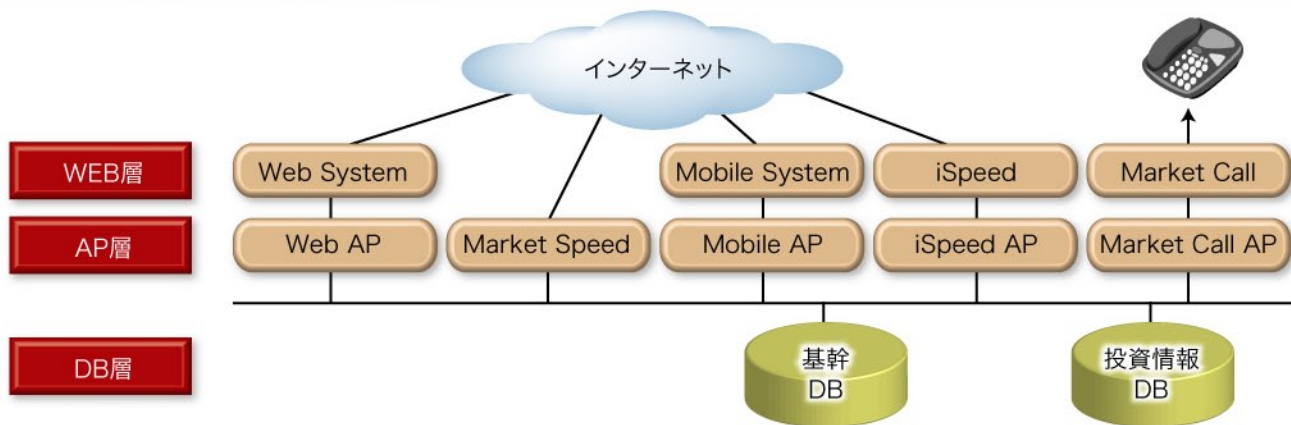 インターネット
WEB層
Web System
Mobile System
iSpeed
Market Call
AP層
Web AP
Market Speed
Mobile AP
iSpeed AP
Market Call AP
DB層
基幹
DB
投資情報
DB